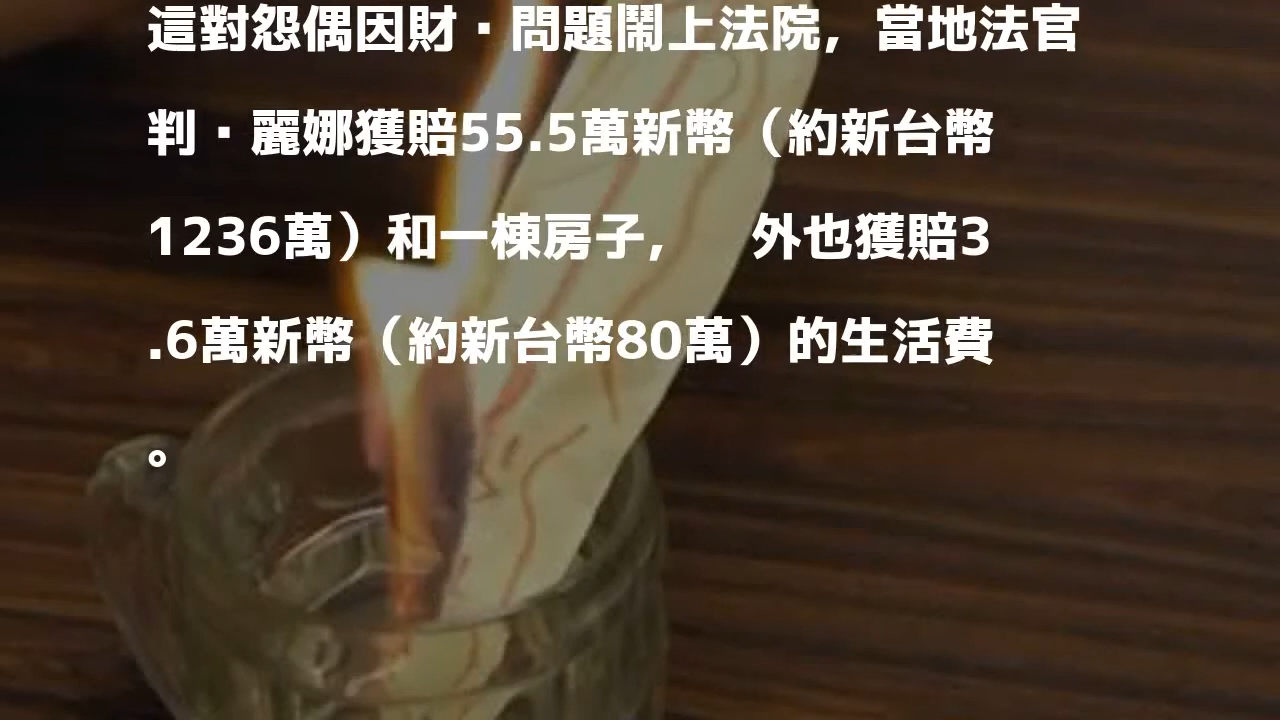 這對怨偶因財·問題鬧上法院，當地法官
判·麗娜獲賠55.5萬新幣（約新台幣
1236萬）和一棟房子，　外也獲賠3
.6萬新幣（約新台幣80萬）的生活費
。